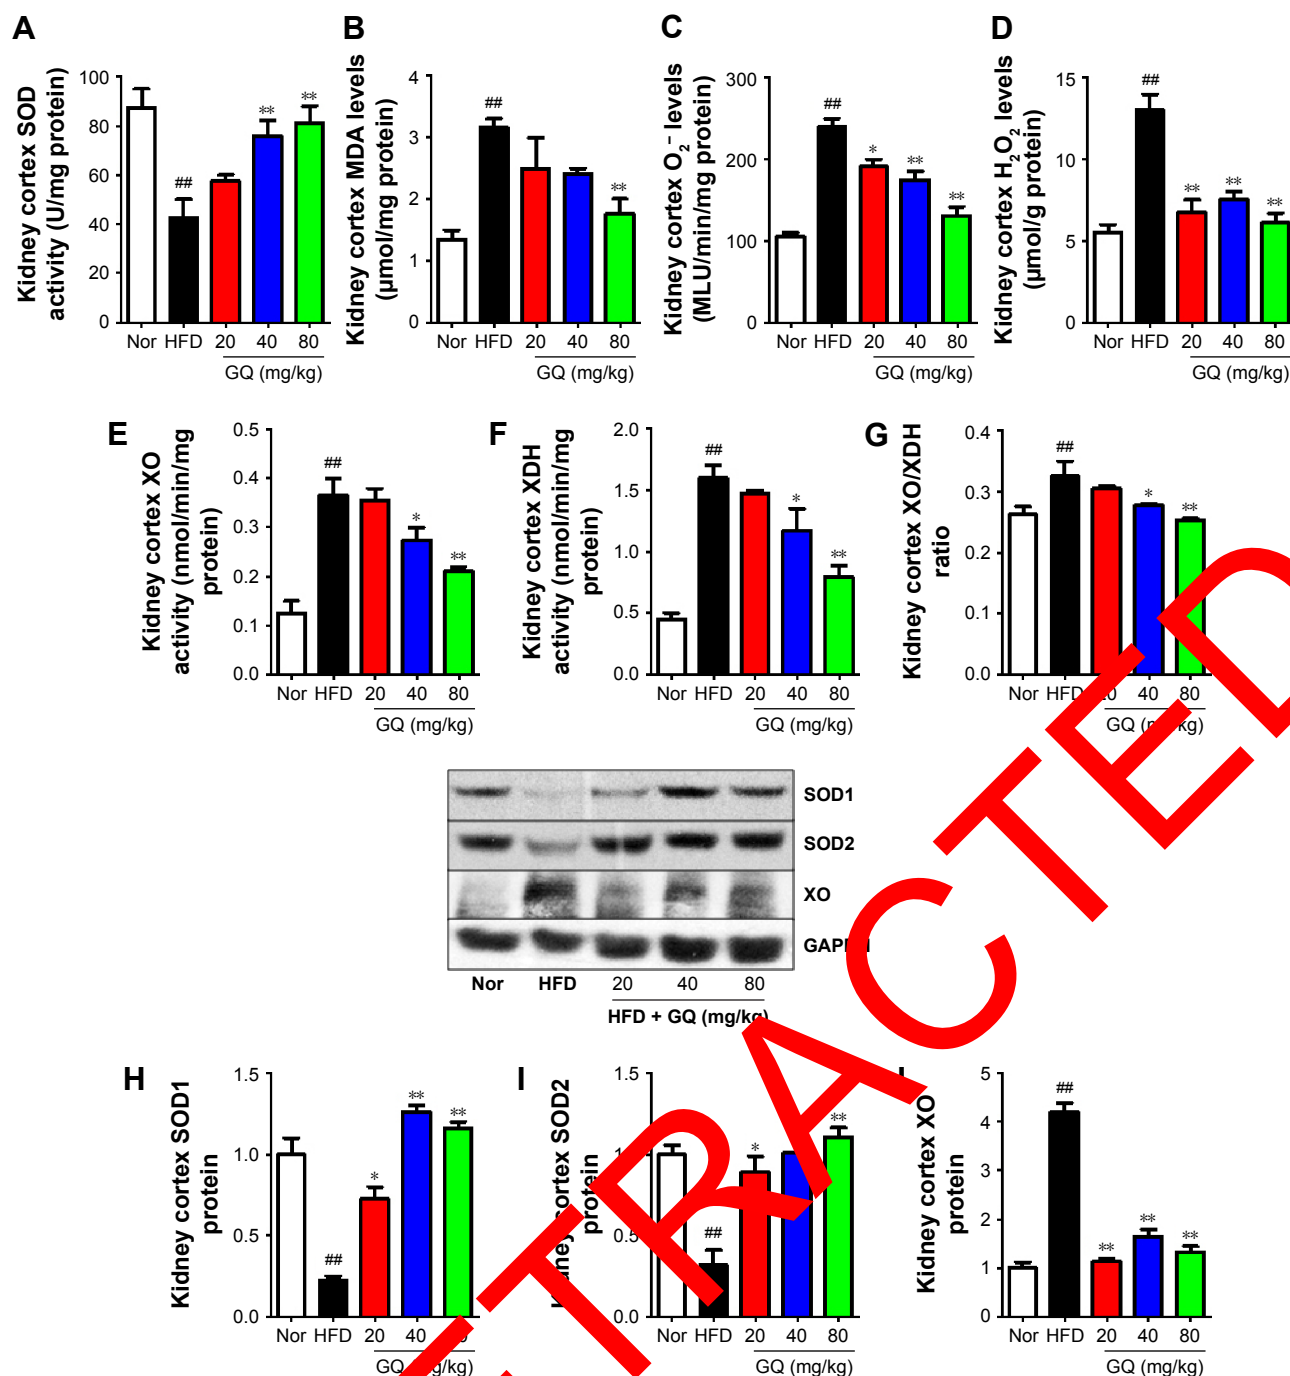 A
Kidney cortex SOD
activity (U/mg protein)
100
80
60
40
20
0
##
**
**
Nor HFD 20 40 80
GQ (mg/kg)
B
Kidney cortex MDA levels
(µmol/mg protein)
4
3
2
1
0
##
**
Nor HFD 20 40 80
GQ (mg/kg)
C
Kidney cortex O₂⁻ levels
(MLU/min/mg protein)
300
200
100
0
##
*
**
**
Nor HFD 20 40 80
GQ (mg/kg)
D
Kidney cortex H₂O₂ levels
(µmol/g protein)
15
10
5
0
##
**
**
**
Nor HFD 20 40 80
GQ (mg/kg)
E
Kidney cortex XO
activity (nmol/min/mg
protein)
0.5
0.4
0.3
0.2
0.1
0.0
##
*
**
Nor HFD 20 40 80
GQ (mg/kg)
F
Kidney cortex XDH
activity (nmol/min/mg
protein)
2.0
1.5
1.0
0.5
0.0
##
*
**
Nor HFD 20 40 80
GQ (mg/kg)
G
Kidney cortex XO/XDH
ratio
0.4
0.3
0.2
0.1
0.0
##
*
**
Nor HFD 40 80
GQ
SOD1
SOD2
XO
Nor HFD 20 40 80
HFD + GQ (mg/kg)
H
Kidney cortex SOD1
protein
1.5
1.0
0.5
0.0
##
*
**
**
Nor HFD 20 40
GQ
I
cortex SOD2
protein
1.5
0.0
##
*
**
Nor HFD 20 40 80
GQ (mg/kg)
Kidney cortex XO
protein
5
4
3
2
1
0
##
**
**
**
Nor HFD 20 40 80
GQ (mg/kg)
TRACTED